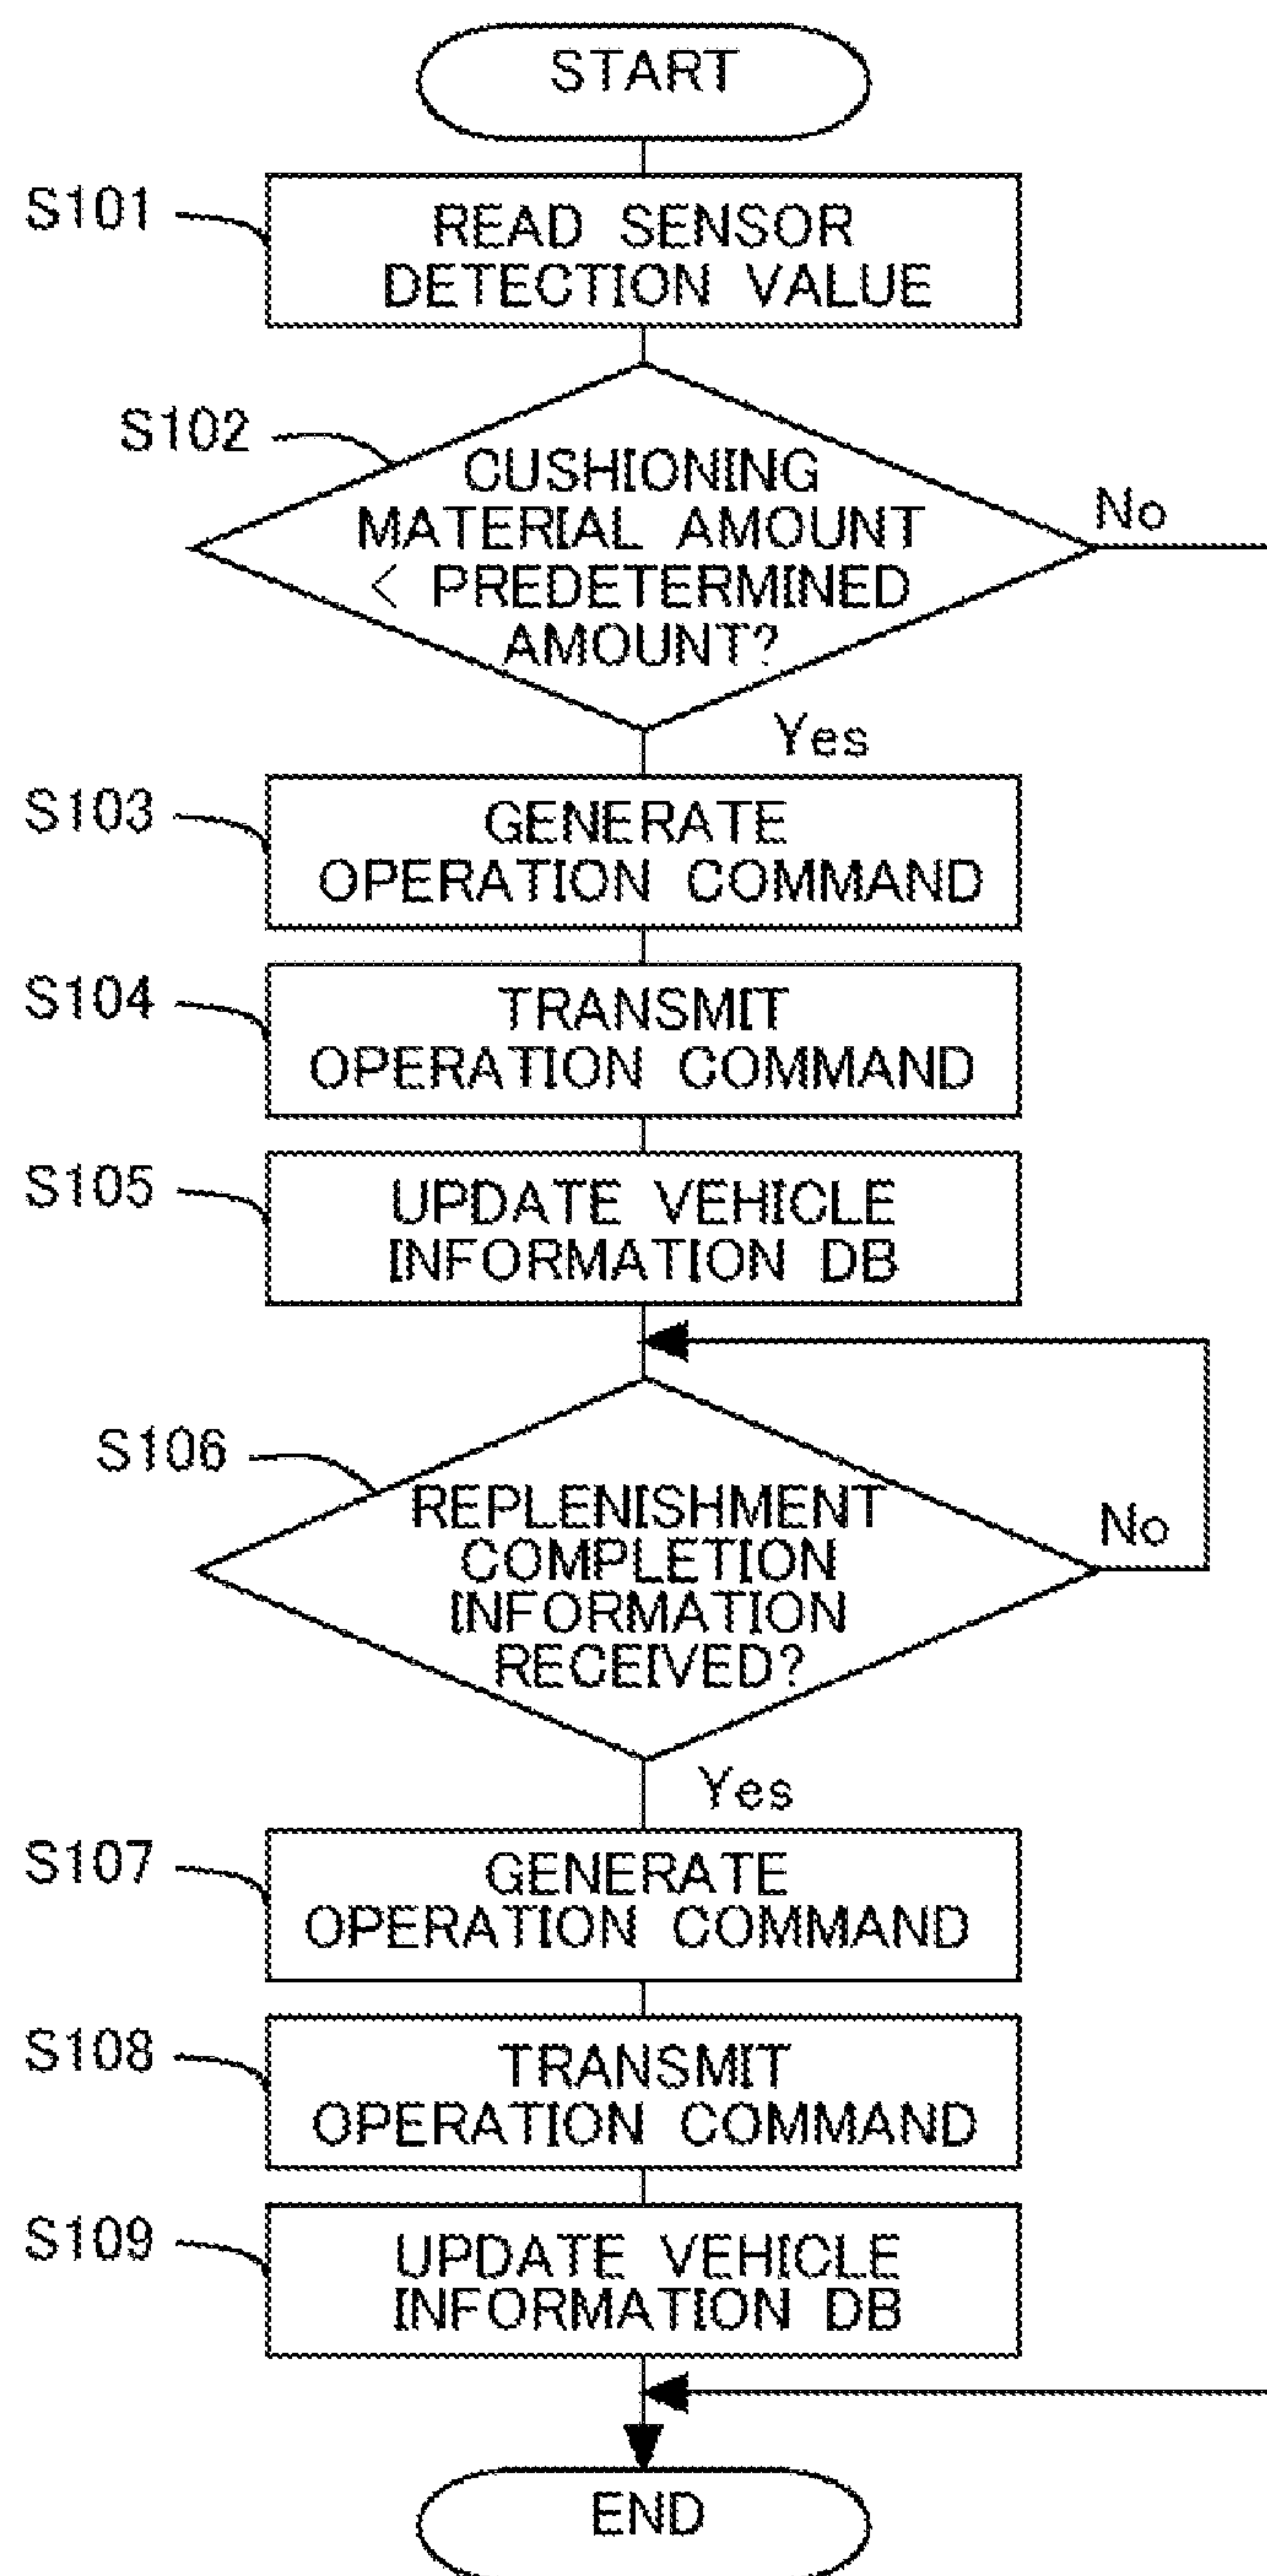 START
S101
READ SENSOR
DETECTION VALUE
S102
CUSHIONING
MATERIAL AMOUNT
< PREDETERMINED
AMOUNT?
No
Yes
S103
GENERATE
OPERATION COMMAND
S104
TRANSMIT
OPERATION COMMAND
S105
UPDATE VEHICLE
INFORMATION DB
S106
REPLENISHMENT
COMPLETION
INFORMATION
RECEIVED?
No
Yes
S107
GENERATE
OPERATION COMMAND
S108
TRANSMIT
OPERATION COMMAND
S109
UPDATE VEHICLE
INFORMATION DB
END